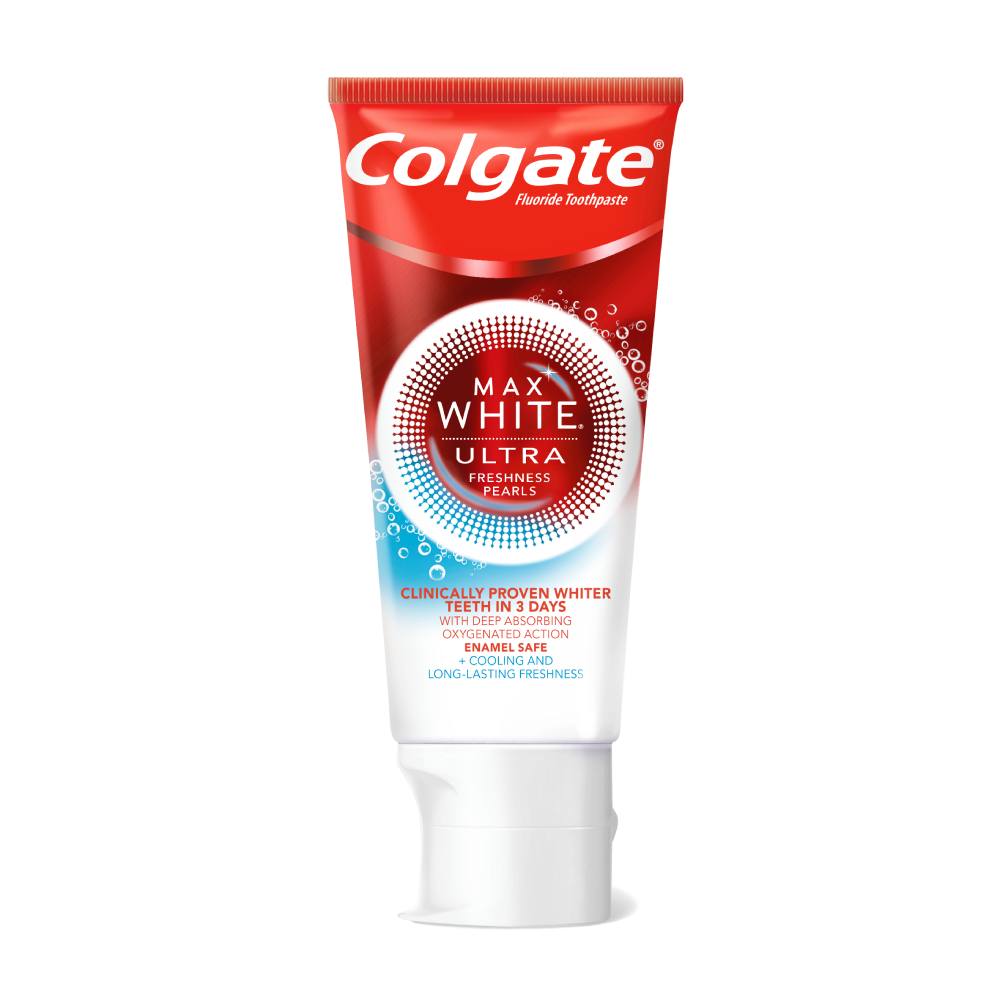 Colgate®
Fluoride Toothpaste
MAX
WHITE®
ULTRA
FRESHNESS
PEARLS
CLINICALLY PROVEN WHITER
TEETH IN 3 DAYS
WITH DEEP ABSORBING
OXYGENATED ACTION
ENAMEL SAFE
+ COOLING AND
LONG-LASTING FRESHNESS